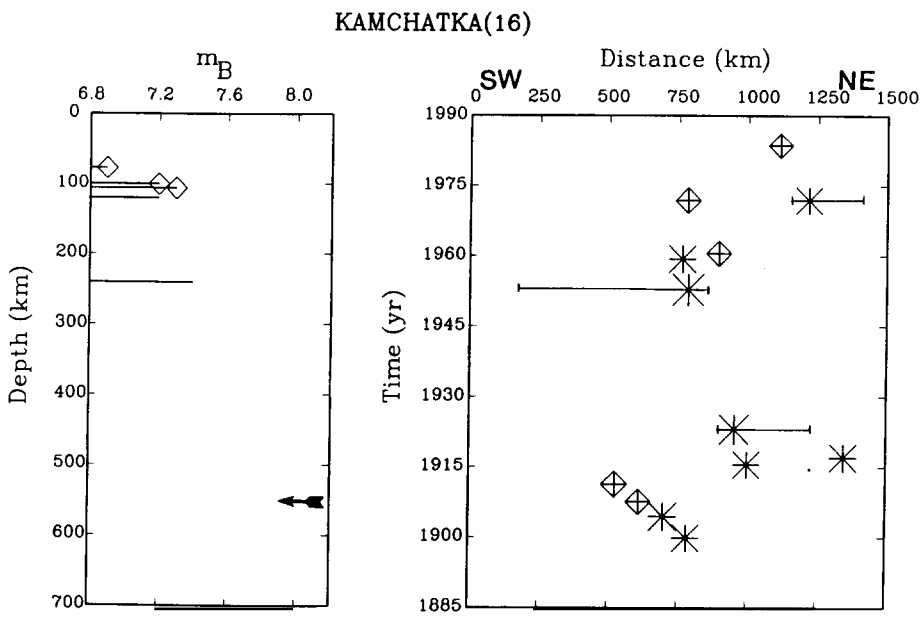 KAMCHATKA(16)
m_B
6.8 7.2 7.6 8.0
0
100
200
300
400
500
600
700
Depth (km)
Distance (km)
SW NE
0 250 500 750 1000 1250 1500
1990
1975
1960
1945
1930
1915
1900
1885
Time (yr)